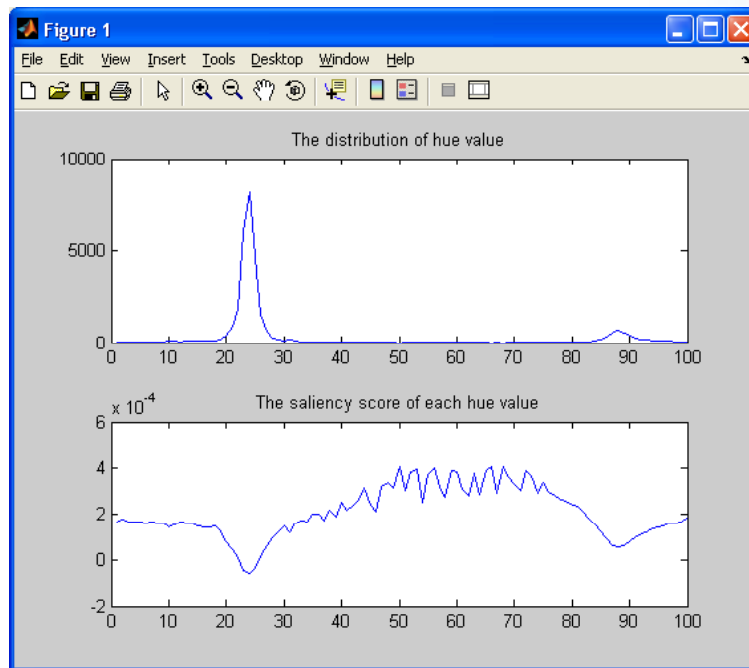 Figure 1
File Edit View Insert Tools Desktop Window Help
The distribution of hue value
10000
5000
0
0 10 20 30 40 50 60 70 80 90 100
x 10^-4
The saliency score of each hue value
6
4
2
0
-2
0 10 20 30 40 50 60 70 80 90 100